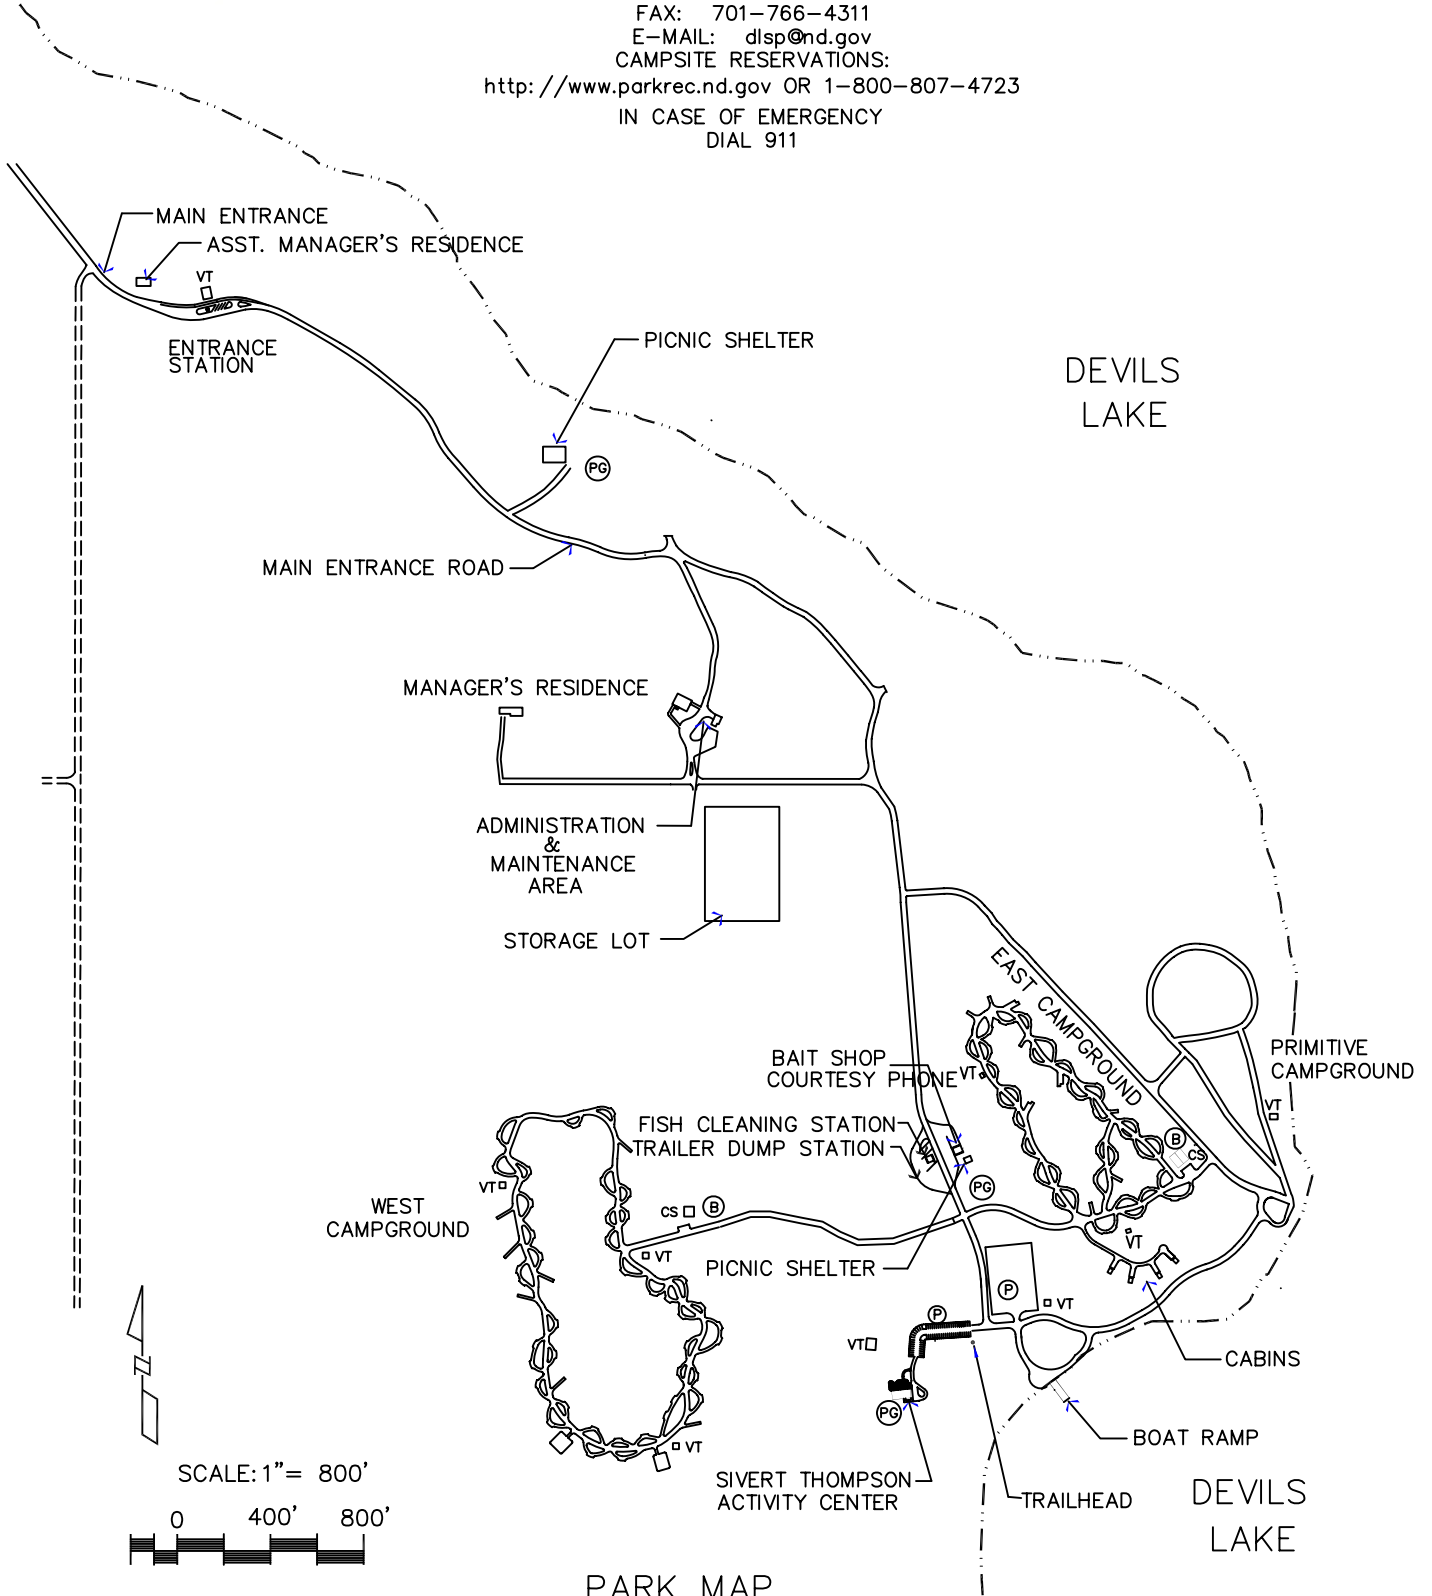 FAX: 701-766-4311
E-MAIL: dlsp@nd.gov
CAMPSITE RESERVATIONS:
http://www.parkrec.nd.gov OR 1-800-807-4723
IN CASE OF EMERGENCY
DIAL 911
MAIN ENTRANCE
ASST. MANAGER'S RESIDENCE
VT
ENTRANCE
STATION
PICNIC SHELTER
DEVILS
LAKE
PG
MAIN ENTRANCE ROAD
MANAGER'S RESIDENCE
ADMINISTRATION
&
MAINTENANCE
AREA
STORAGE LOT
EAST CAMPGROUND
PRIMITIVE
CAMPGROUND
BAIT SHOP
COURTESY PHONE
VT
VT
FISH CLEANING STATION
TRAILER DUMP STATION
B
CS
VT
PG
WEST
CAMPGROUND
CS
B
VT
VT
PICNIC SHELTER
P
VT
P
VT
CABINS
PG
BOAT RAMP
VT
SCALE: 1"= 800'
SIVERT THOMPSON
ACTIVITY CENTER
TRAILHEAD
DEVILS
LAKE
0 400' 800'
PARK MAP